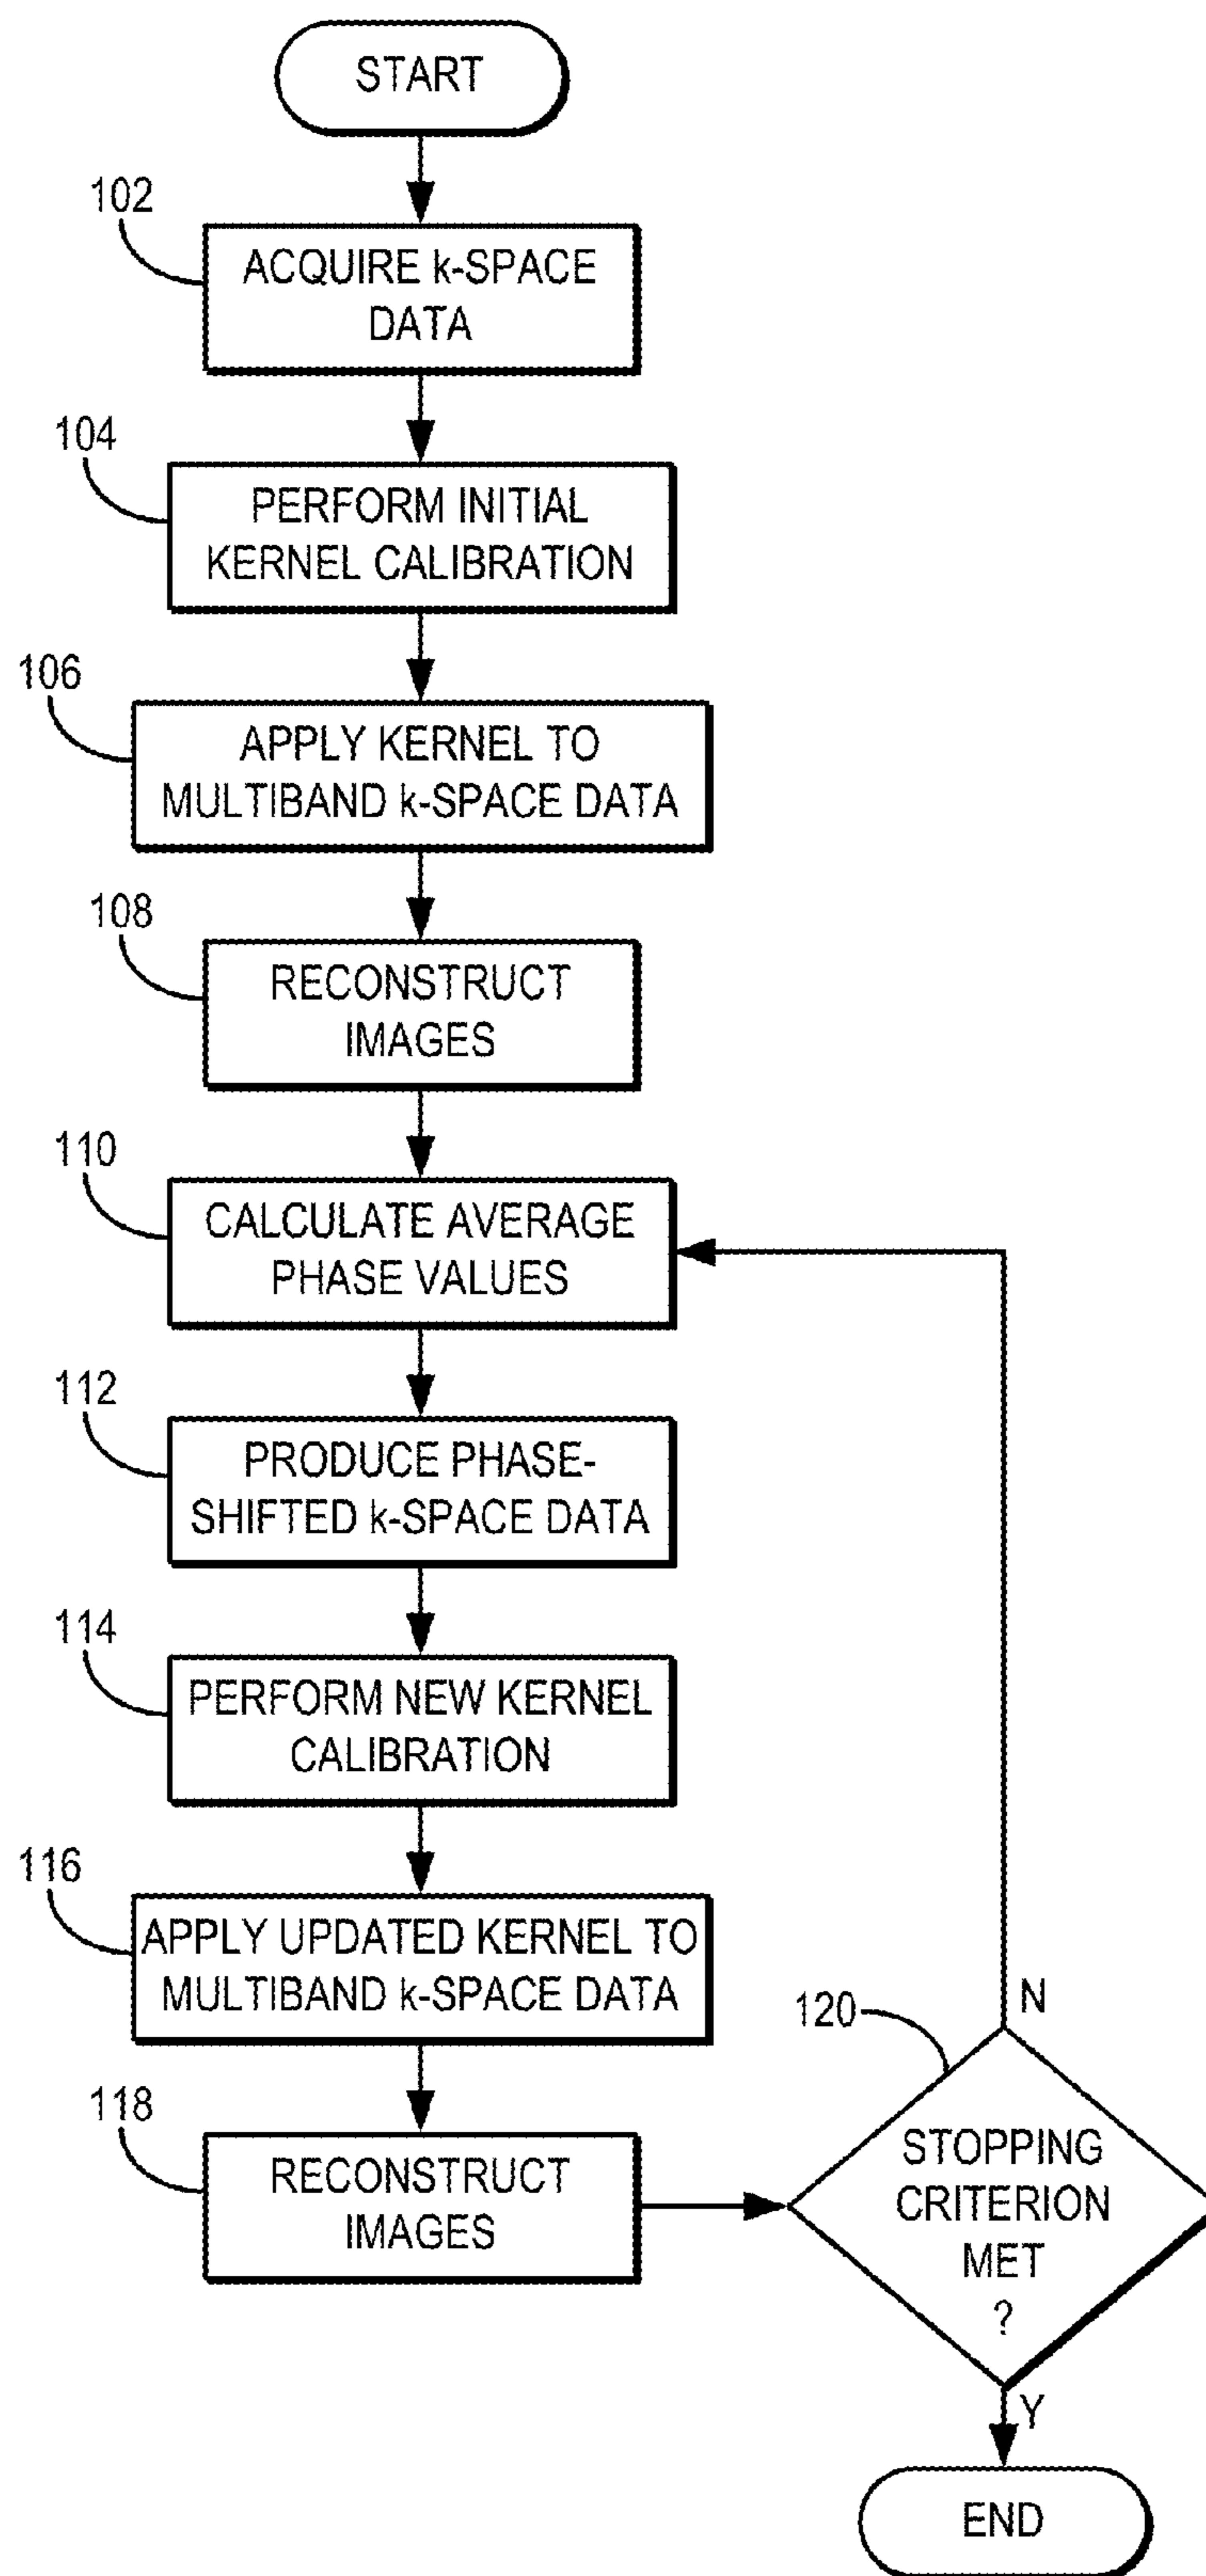 START
102
ACQUIRE k-SPACE
DATA
104
PERFORM INITIAL
KERNEL CALIBRATION
106
APPLY KERNEL TO
MULTIBAND k-SPACE DATA
108
RECONSTRUCT
IMAGES
110
CALCULATE AVERAGE
PHASE VALUES
112
PRODUCE PHASE-
SHIFTED k-SPACE DATA
114
PERFORM NEW KERNEL
CALIBRATION
116
APPLY UPDATED KERNEL TO
MULTIBAND k-SPACE DATA
118
RECONSTRUCT
IMAGES
120
N
STOPPING
CRITERION
MET
?
Y
END